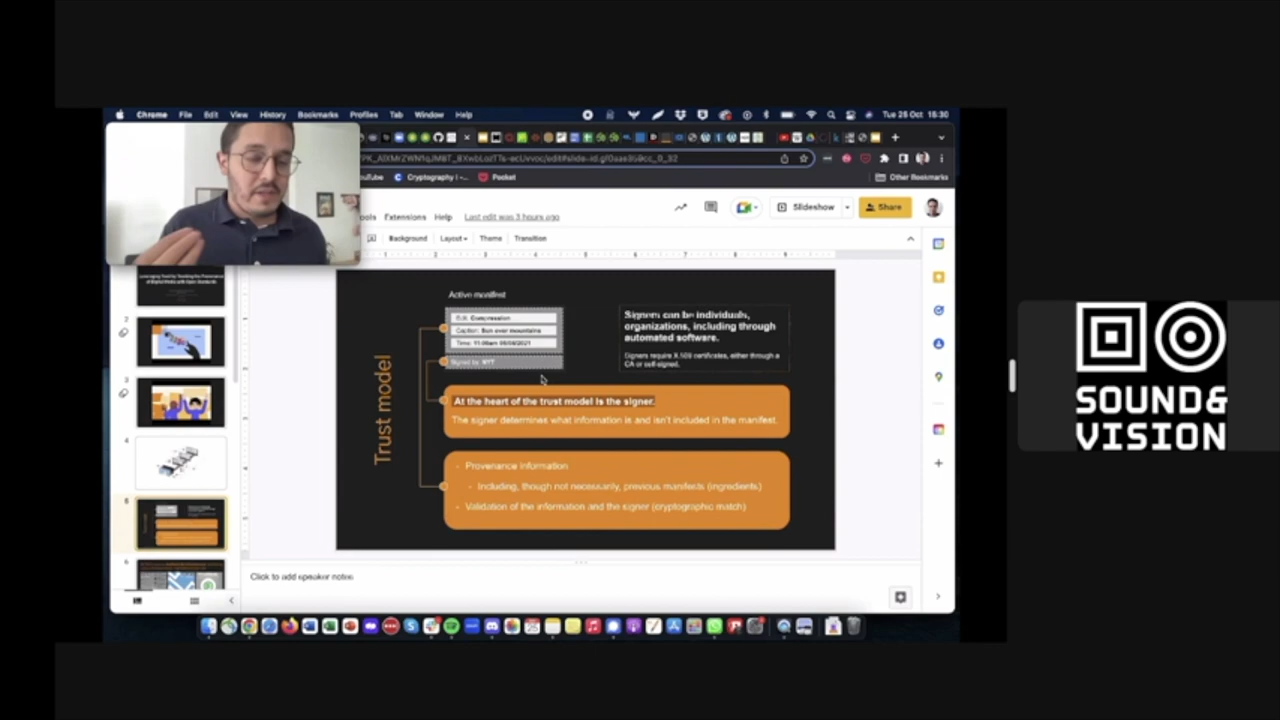 Chrome File Edit View History Bookmarks Profiles Tab Window Help
Tue 25 Oct 16:30
Cryptography
Pocket
Other Bookmarks
Extensions Help Last edit was 3 hours ago
Slideshow
Share
Background Layout Theme Transition
Active manifest
Edit: Compression
Caption: Sun over mountains
Signed by: NYT
Signers can be individuals,
organizations, including through
automated software.
Signers require X.509 certificates, either through a
CA or self-signed.
Trust model
At the heart of the trust model is the signer.
The signer determines what information is and isn't included in the manifest.
Provenance information
Including, though not necessarily, previous manifests (ingredients)
Validation of the information and the signer (cryptographic match)
Click to add speaker notes
SOUND&
VISION